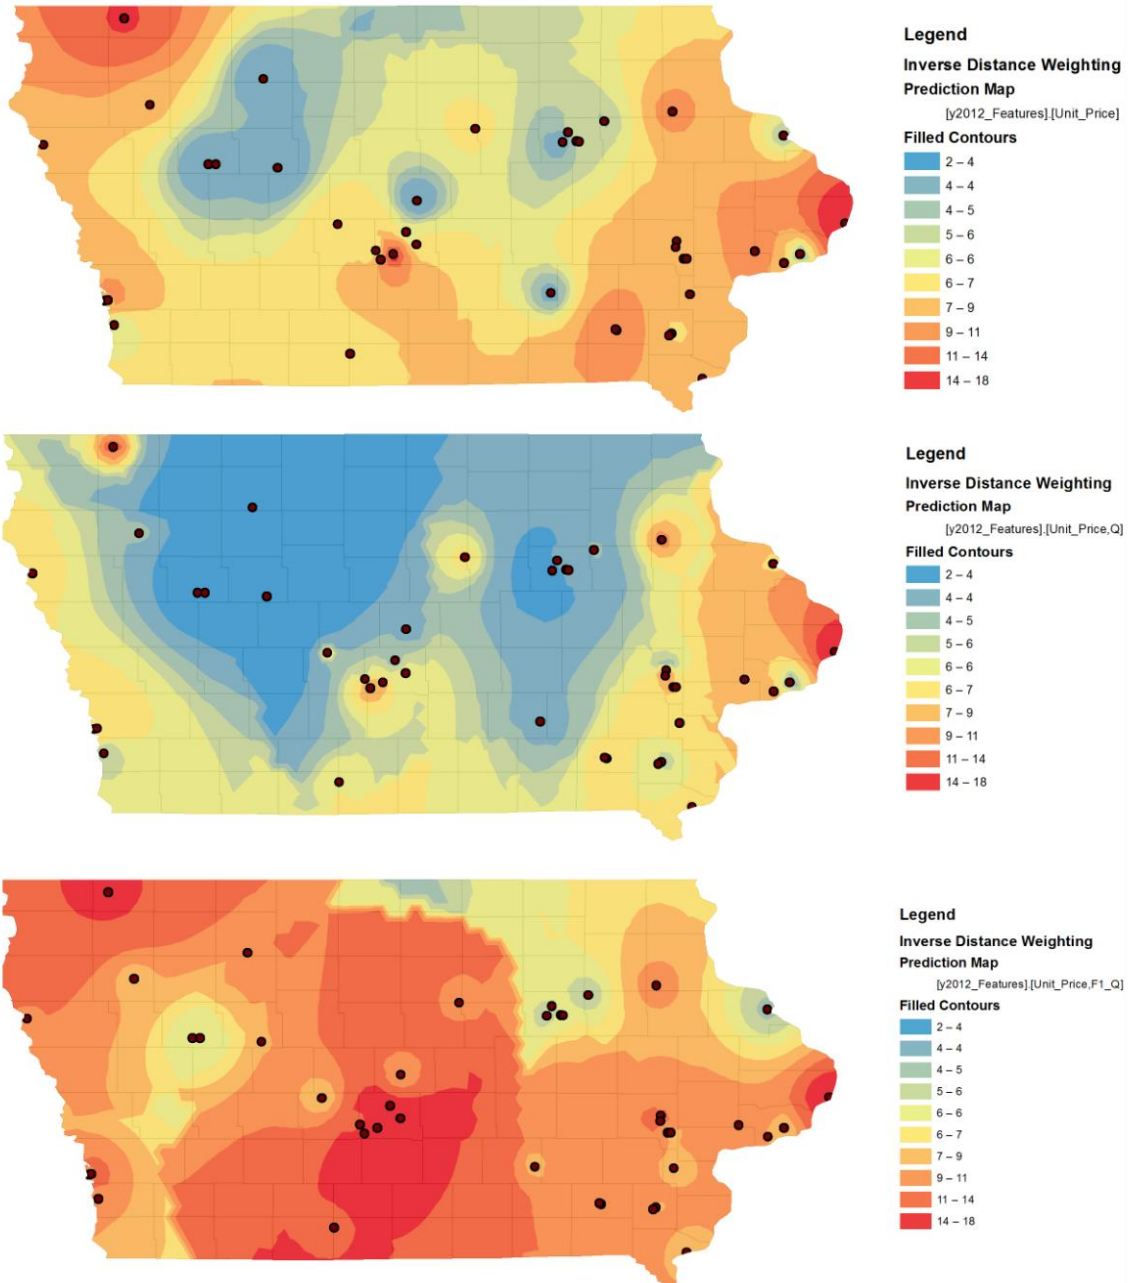 Legend
Inverse Distance Weighting
Prediction Map
[y2012_Features].[Unit_Price]
Filled Contours
2 – 4
4 – 4
4 – 5
5 – 6
6 – 6
6 – 7
7 – 9
9 – 11
11 – 14
14 – 18
Legend
Inverse Distance Weighting
Prediction Map
[y2012_Features].[Unit_Price,Q]
Filled Contours
2 – 4
4 – 4
4 – 5
5 – 6
6 – 6
6 – 7
7 – 9
9 – 11
11 – 14
14 – 18
Legend
Inverse Distance Weighting
Prediction Map
[y2012_Features].[Unit_Price,F1_Q]
Filled Contours
2 – 4
4 – 4
4 – 5
5 – 6
6 – 6
6 – 7
7 – 9
9 – 11
11 – 14
14 – 18